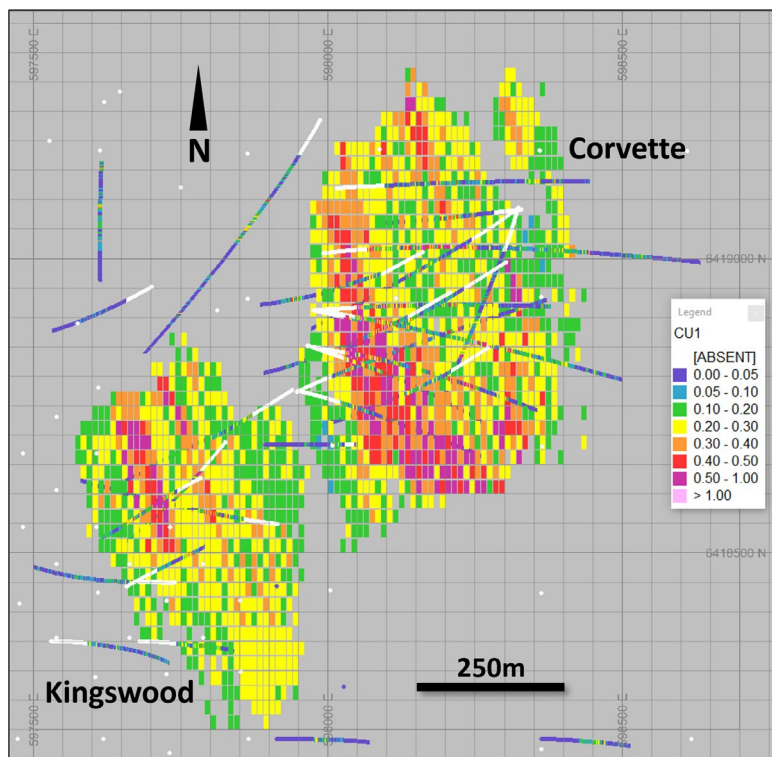 597500 E
598000 E
598500 E
N
Corvette
6419000 N
Legend
CU1
[ABSENT]
0.00 - 0.05
0.05 - 0.10
0.10 - 0.20
0.20 - 0.30
0.30 - 0.40
0.40 - 0.50
0.50 - 1.00
> 1.00
6418500 N
250m
Kingswood
597500 E
598000 E
598500 E